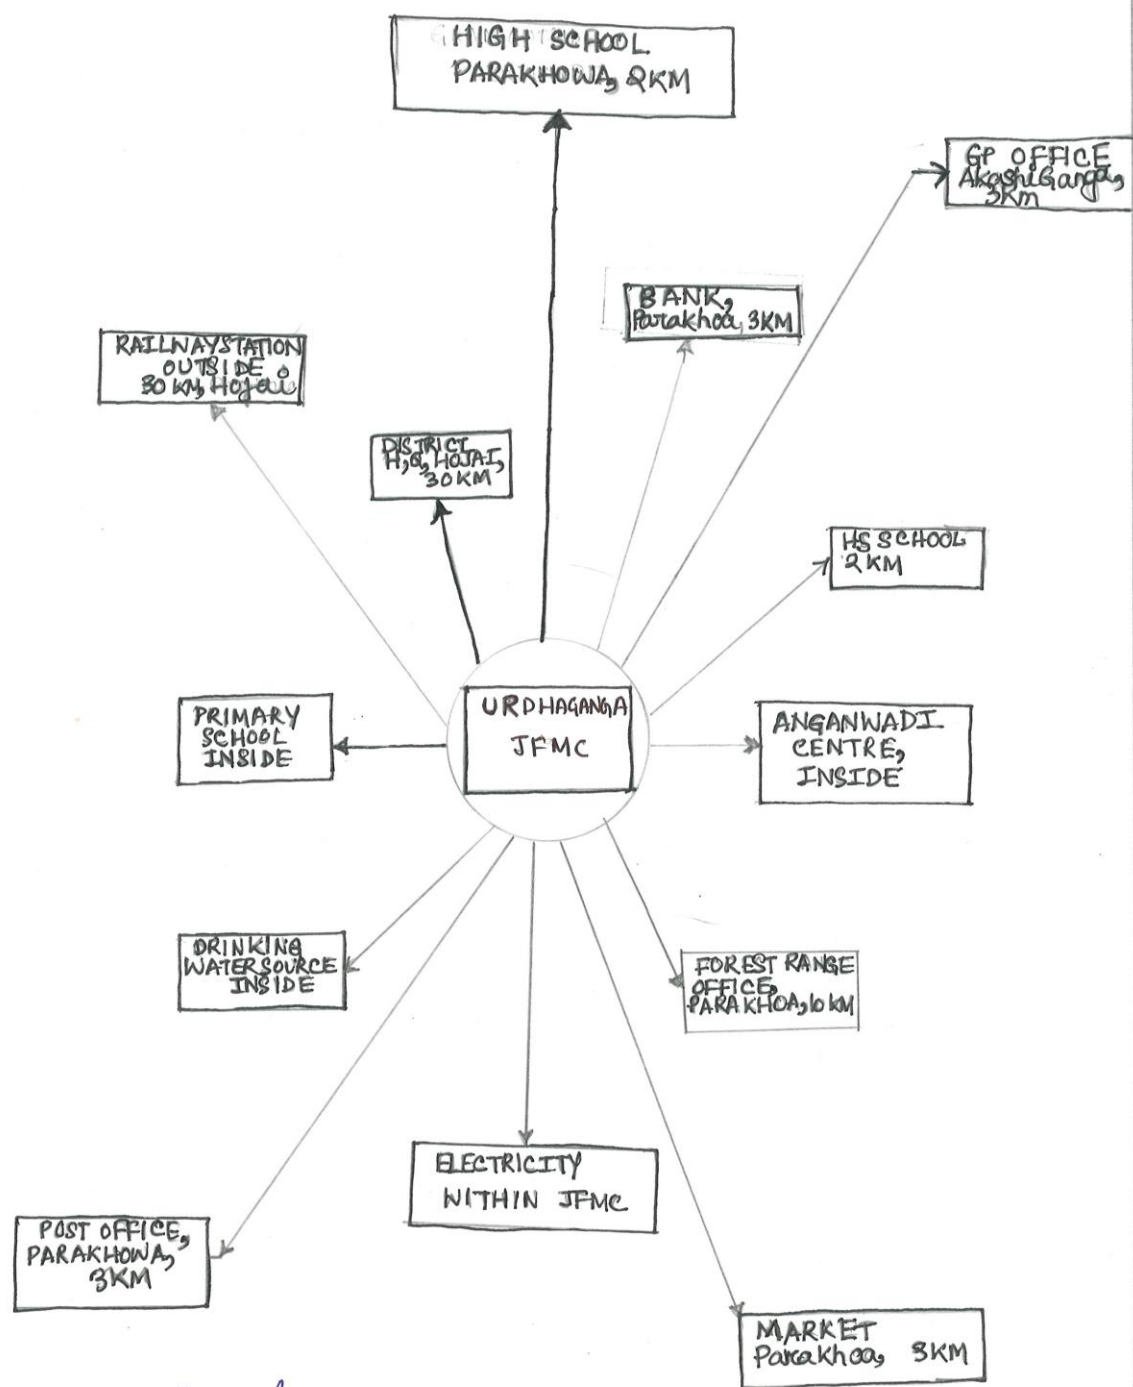 HIGH SCHOOL
PARAKHOWA, 2KM
GP OFFICE
AkashiGanga,
3Km
BANK,
Parakhoa, 3KM
RAILWAYSTATION
OUTSIDE
30 KM, Hojai
DISTRICT
H,Q, HOJAI,
30KM
HS SCHOOL
2KM
URDHAGANGA
JFMC
PRIMARY
SCHOOL
INSIDE
ANGANWADI
CENTRE,
INSIDE
DRINKING
WATERSOURCE
INSIDE
FOREST RANGE
OFFICE,
PARAKHOA, 10 KM
ELECTRICITY
WITHIN JFMC
POST OFFICE,
PARAKHOWA,
3KM
MARKET
Parakhoa, 3KM